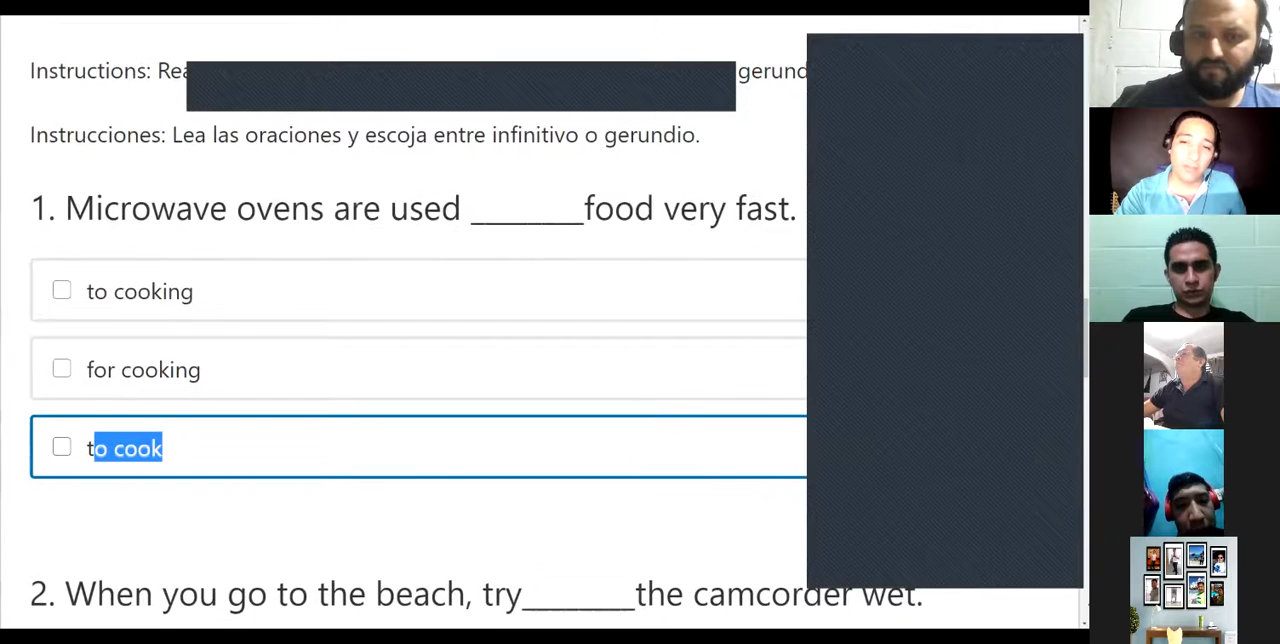 Instructions: Rea gerund
Instrucciones: Lea las oraciones y escoja entre infinitivo o gerundio.
1. Microwave ovens are used ________food very fast.
to cooking
for cooking
to cook
2. When you go to the beach, try________the camcorder wet.